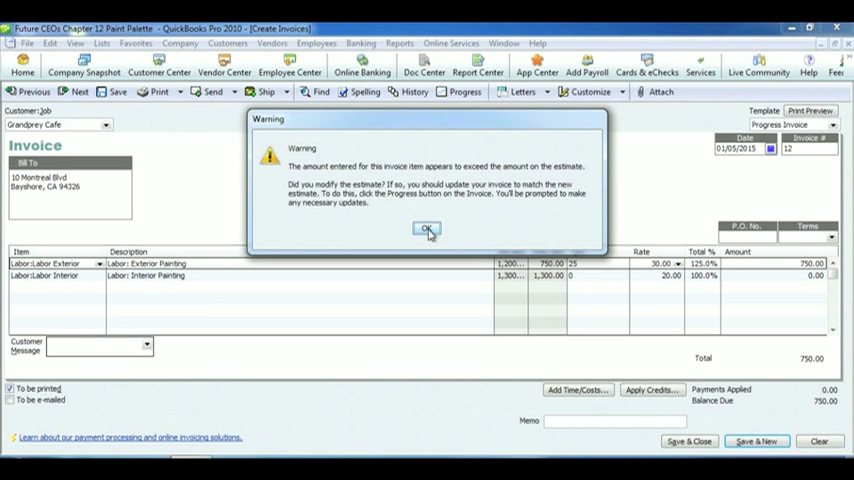 Future CEOs Chapter 12 Paint Palette - QuickBooks Pro 2010 - [Create Invoices]
File Edit View Lists Favorites Company Customers Vendors Employees Banking Reports Online Services Window Help
Home Company Snapshot Customer Center Vendor Center Employee Center Online Banking Doc Center Report Center App Center Add Payroll Cards & eChecks Services Live Community Help Feer
Previous Next Save Print Send Ship Find Spelling History Progress Letters Customize Attach
Customer:Job
Template Print Preview
Grandprey Cafe
Progress Invoice
Invoice
Date Invoice #
01/05/2015 12
Bill To
10 Montreal Blvd
Bayshore, CA 94326
Warning
Warning
The amount entered for this invoice item appears to exceed the amount on the estimate.
Did you modify the estimate? If so, you should update your invoice to match the new
estimate. To do this, click the Progress button on the Invoice. You'll be prompted to make
any necessary updates.
OK
P.O. No. Terms
Item Description Rate Total % Amount
Labor:Labor Exterior Labor: Exterior Painting 1,200... 750.00 25 30.00 125.0% 750.00
Labor:Labor Interior Labor: Interior Painting 1,300... 1,300.00 0 20.00 100.0% 0.00
Customer
Message
Total 750.00
To be printed
To be e-mailed
Add Time/Costs... Apply Credits... Payments Applied 0.00
Balance Due 750.00
Memo
Learn about our payment processing and online invoicing solutions.
Save & Close Save & New Clear